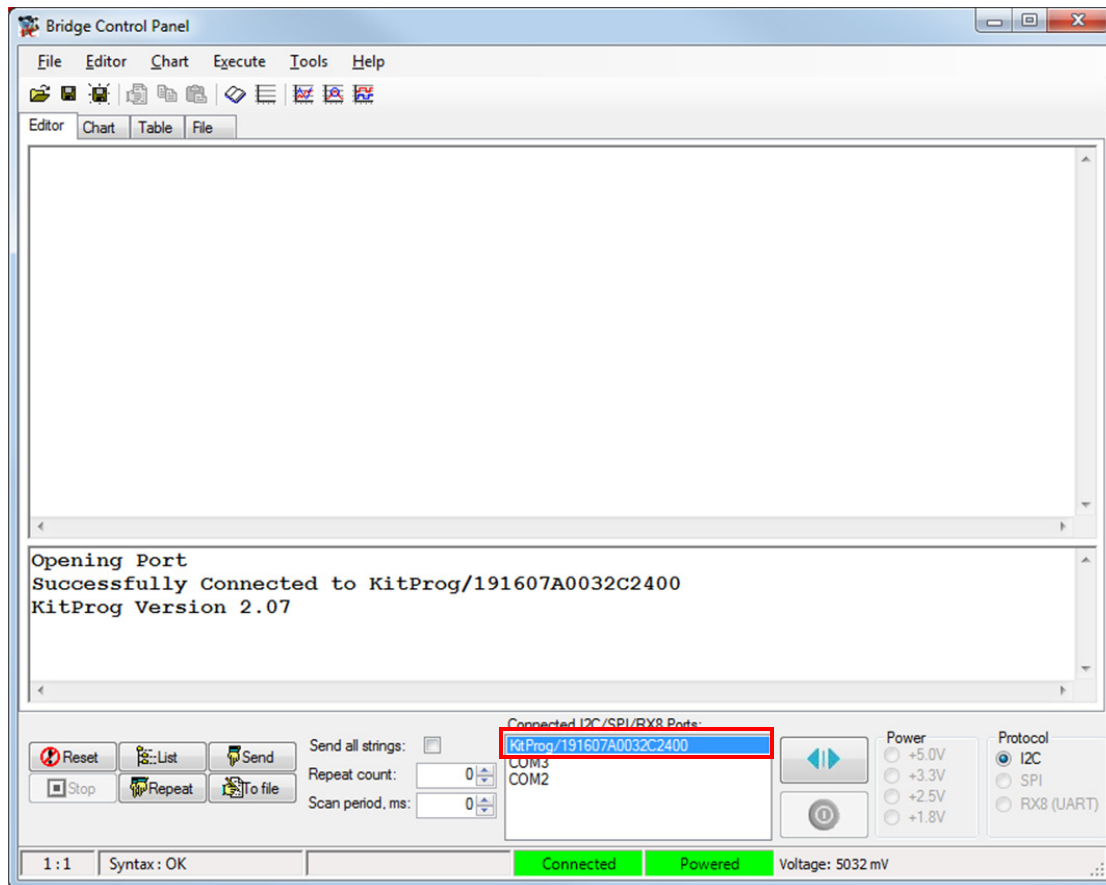 Bridge Control Panel
File Editor Chart Execute Tools Help
Editor Chart Table File
Opening Port
Successfully Connected to KitProg/191607A0032C2400
KitProg Version 2.07
Connected I2C/SPI/RX8 Ports:
Reset List Send
Stop Repeat To file
Send all strings:
Repeat count: 0
Scan period, ms: 0
KitProg/191607A0032C2400
COM3
COM2
Power
+5.0V
+3.3V
+2.5V
+1.8V
Protocol
I2C
SPI
RX8 (UART)
1:1 Syntax : OK Connected Powered Voltage: 5032 mV